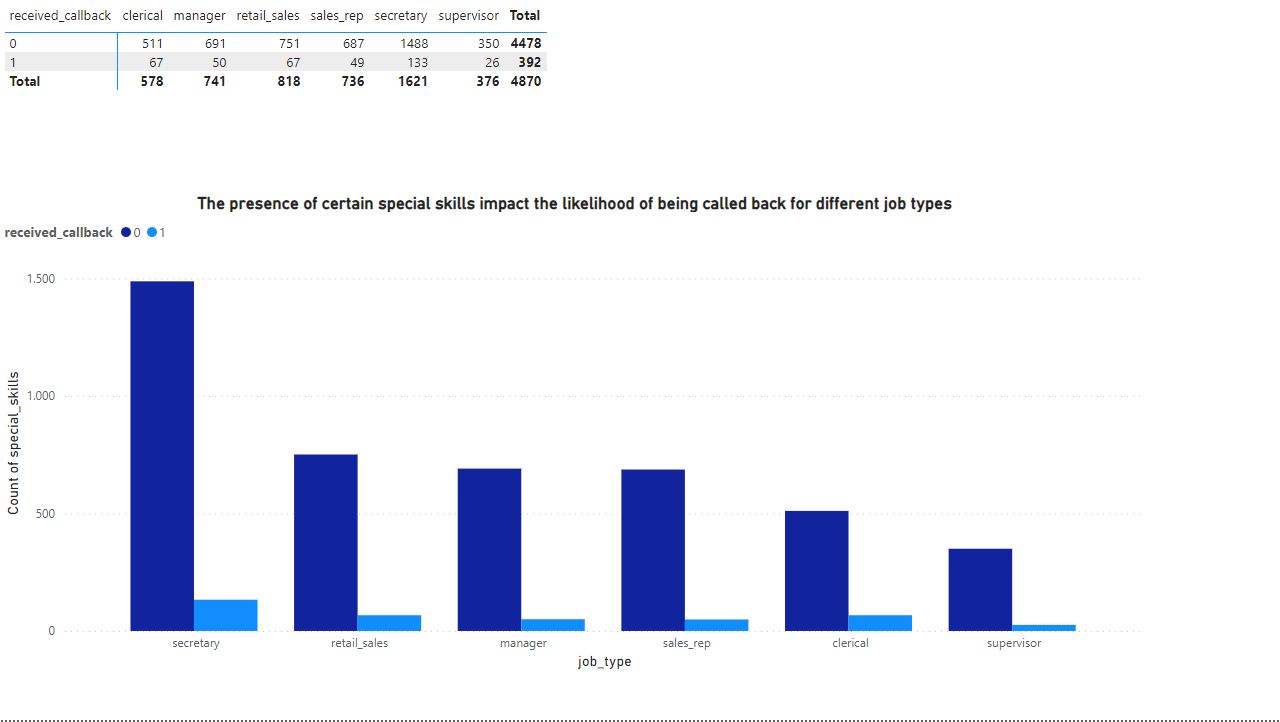 received_callback clerical manager retail_sales sales_rep secretary supervisor Total
0 511 691 751 687 1488 350 4478
1 67 50 67 49 133 26 392
Total 578 741 818 736 1621 376 4870
The presence of certain special skills impact the likelihood of being called back for different job types
received_callback 0 1
Count of special_skills
1.500
1.000
500
0
secretary retail_sales manager sales_rep clerical supervisor
job_type